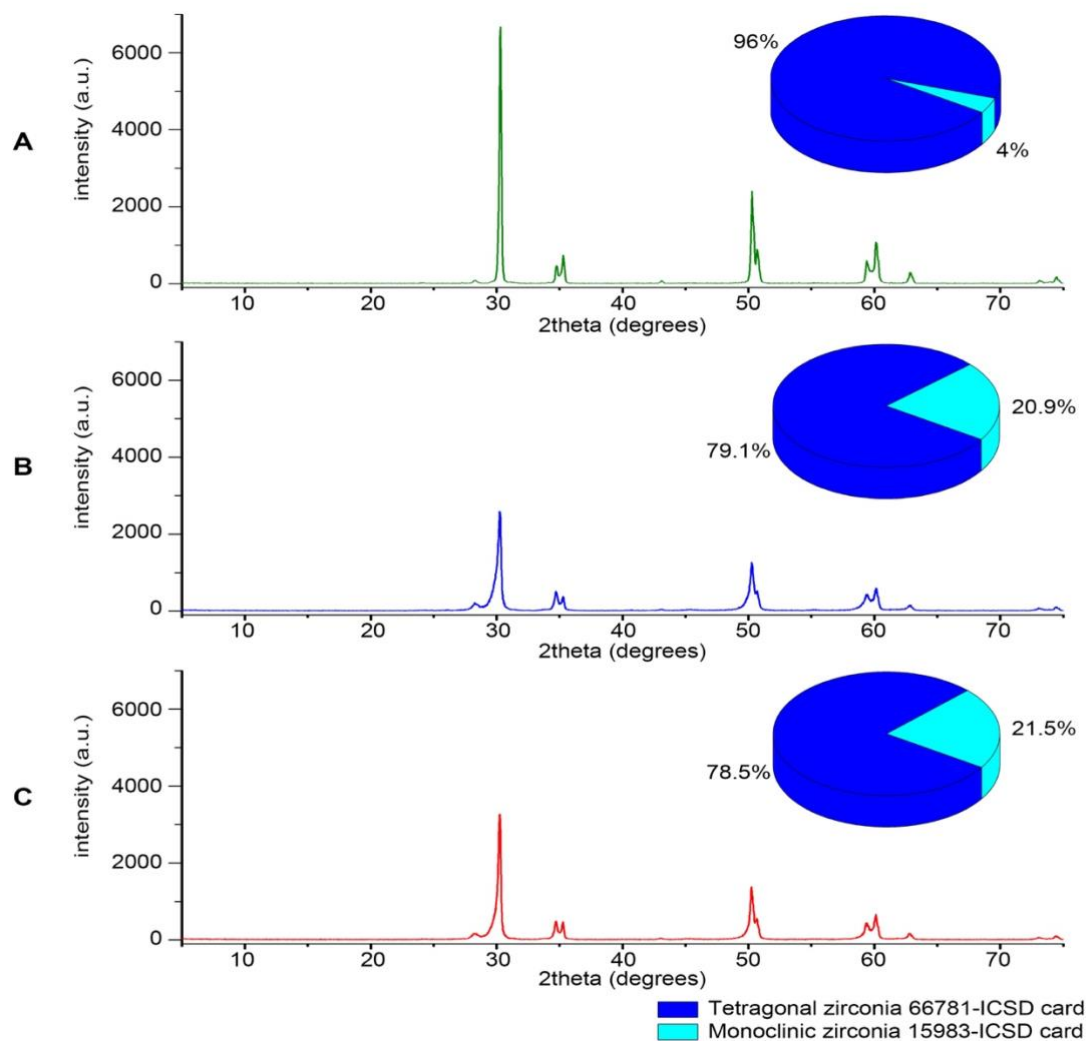 A
intensity (a.u.)
6000
4000
2000
0
10 20 30 40 50 60 70
2theta (degrees)
96%
4%
B
intensity (a.u.)
6000
4000
2000
0
10 20 30 40 50 60 70
2theta (degrees)
79.1%
20.9%
C
intensity (a.u.)
6000
4000
2000
0
10 20 30 40 50 60 70
2theta (degrees)
78.5%
21.5%
Tetragonal zirconia 66781-ICSD card
Monoclinic zirconia 15983-ICSD card